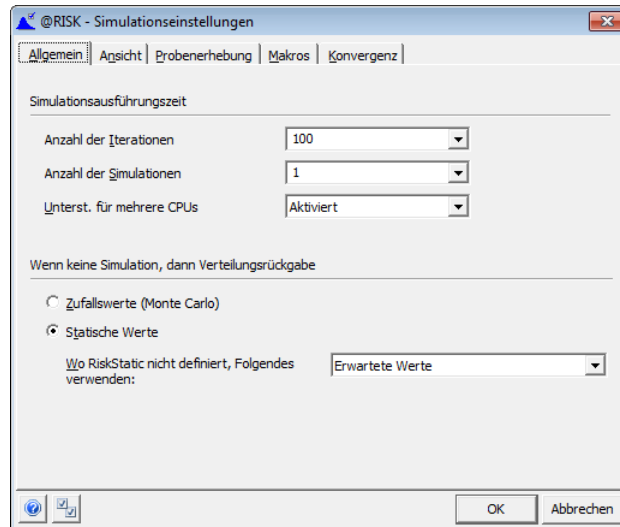 @RISK - Simulationseinstellungen
Allgemein Ansicht Probenerhebung Makros Konvergenz
Simulationsausführungszeit
Anzahl der Iterationen 100
Anzahl der Simulationen 1
Unterst. für mehrere CPUs Aktiviert
Wenn keine Simulation, dann Verteilungsrückgabe
Zufallswerte (Monte Carlo)
Statische Werte
Wo RiskStatic nicht definiert, Folgendes
verwenden: Erwartete Werte
OK Abbrechen